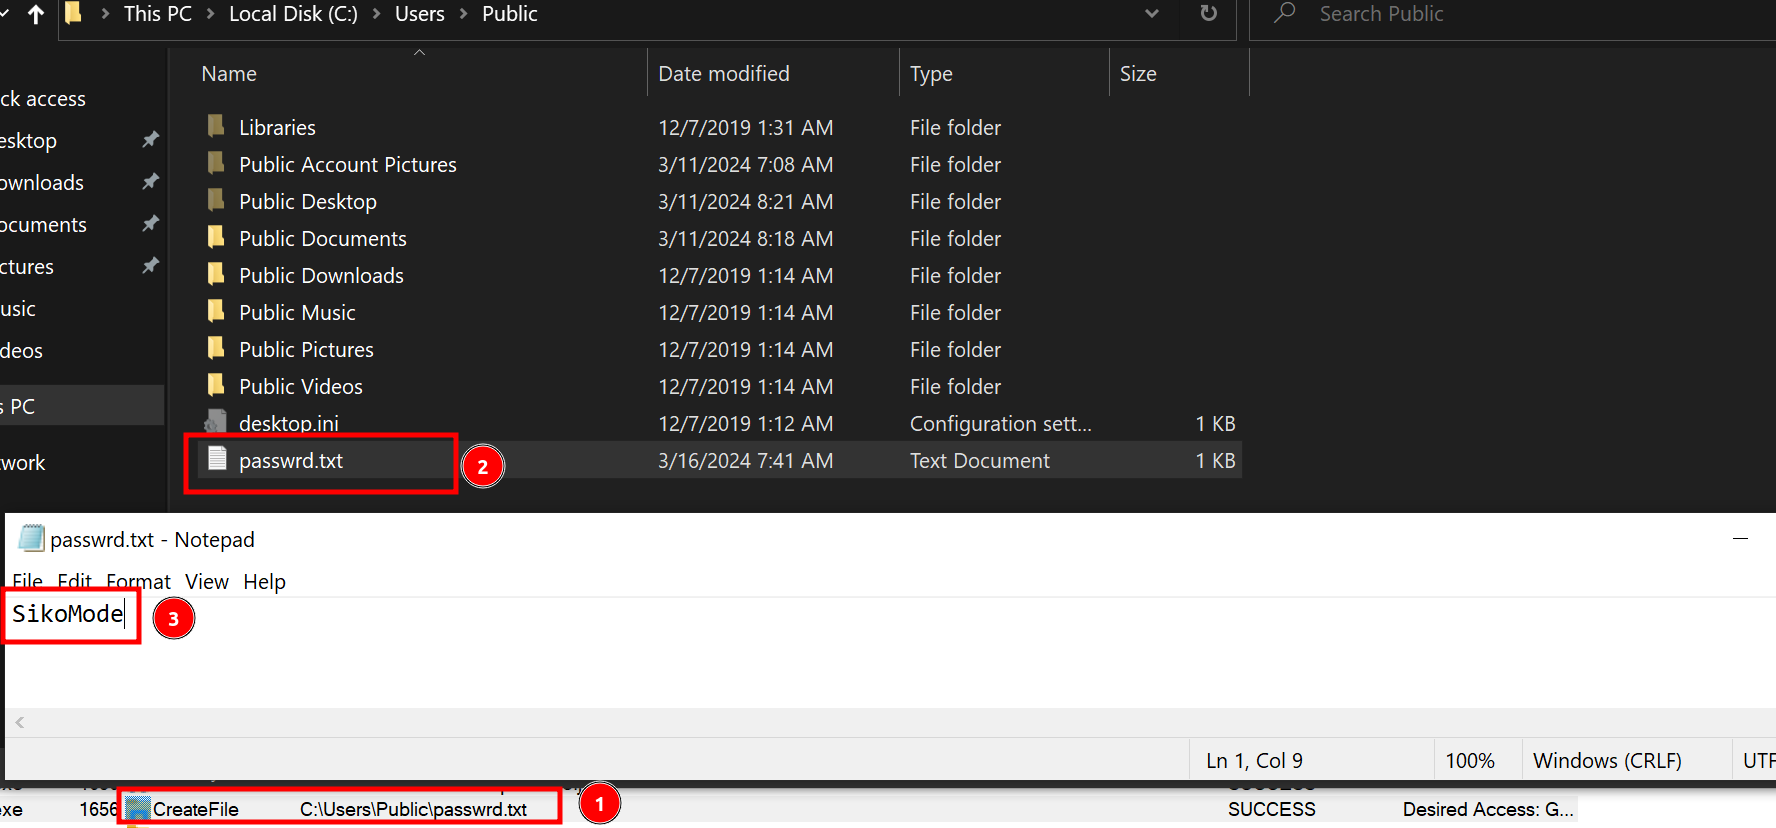 This PC > Local Disk (C:) > Users > Public
Search Public
Name Date modified Type Size
ck access
esktop
ownloads
ocuments
ctures
usic
deos
s PC
work
Libraries 12/7/2019 1:31 AM File folder
Public Account Pictures 3/11/2024 7:08 AM File folder
Public Desktop 3/11/2024 8:21 AM File folder
Public Documents 3/11/2024 8:18 AM File folder
Public Downloads 12/7/2019 1:14 AM File folder
Public Music 12/7/2019 1:14 AM File folder
Public Pictures 12/7/2019 1:14 AM File folder
Public Videos 12/7/2019 1:14 AM File folder
desktop.ini 12/7/2019 1:12 AM Configuration sett... 1 KB
passwrd.txt 3/16/2024 7:41 AM Text Document 1 KB
2
passwrd.txt - Notepad
File Edit Format View Help
SikoMode
3
Ln 1, Col 9 100% Windows (CRLF) UTF
exe 1656 CreateFile C:\Users\Public\passwrd.txt SUCCESS Desired Access: G...
1